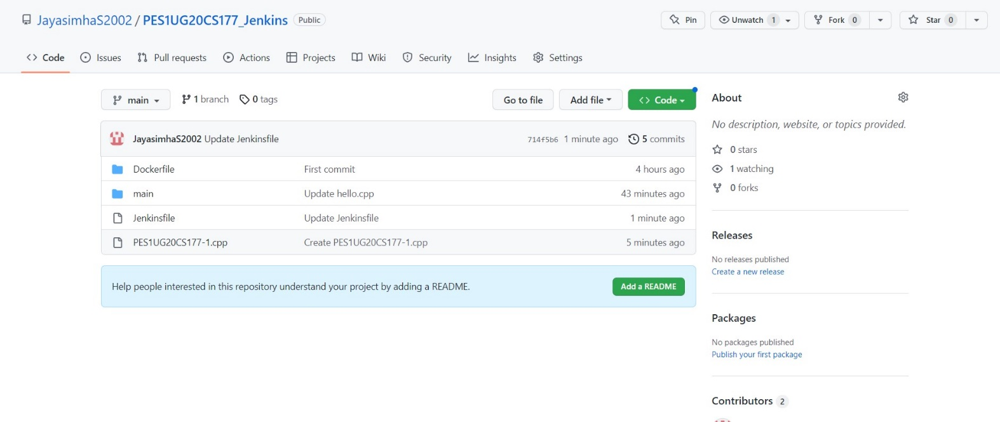 JayasimhaS2002 / PES1UG20CS177_Jenkins Public
Pin Unwatch 1 Fork 0 Star 0
Code Issues Pull requests Actions Projects Wiki Security Insights Settings
main 1 branch 0 tags Go to file Add file Code
JayasimhaS2002 Update Jenkinsfile 714f5b6 1 minute ago 5 commits
Dockerfile First commit 4 hours ago
main Update hello.cpp 43 minutes ago
Jenkinsfile Update Jenkinsfile 1 minute ago
PES1UG20CS177-1.cpp Create PES1UG20CS177-1.cpp 5 minutes ago
Help people interested in this repository understand your project by adding a README. Add a README
About
No description, website, or topics provided.
0 stars
1 watching
0 forks
Releases
No releases published
Create a new release
Packages
No packages published
Publish your first package
Contributors 2